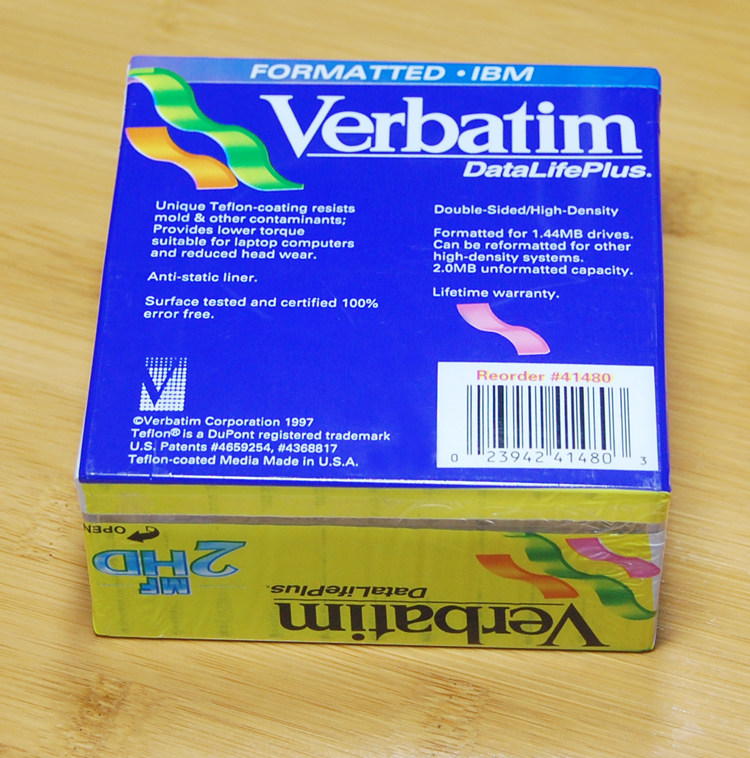 FORMATTED • IBM
Verbatim
DataLifePlus.
Unique Teflon-coating resists
mold & other contaminants;
Provides lower torque
suitable for laptop computers
and reduced head wear.
Anti-static liner.
Surface tested and certified 100%
error free.
Double-Sided/High-Density
Formatted for 1.44MB drives.
Can be reformatted for other
high-density systems.
2.0MB unformatted capacity.
Lifetime warranty.
Reorder #41480
0 23942 41480 3
©Verbatim Corporation 1997
Teflon® is a DuPont registered trademark
U.S. Patents #4659254, #4368817
Teflon-coated Media Made in U.S.A.
OPEN
MF
2HD
Verbatim
DataLifePlus.